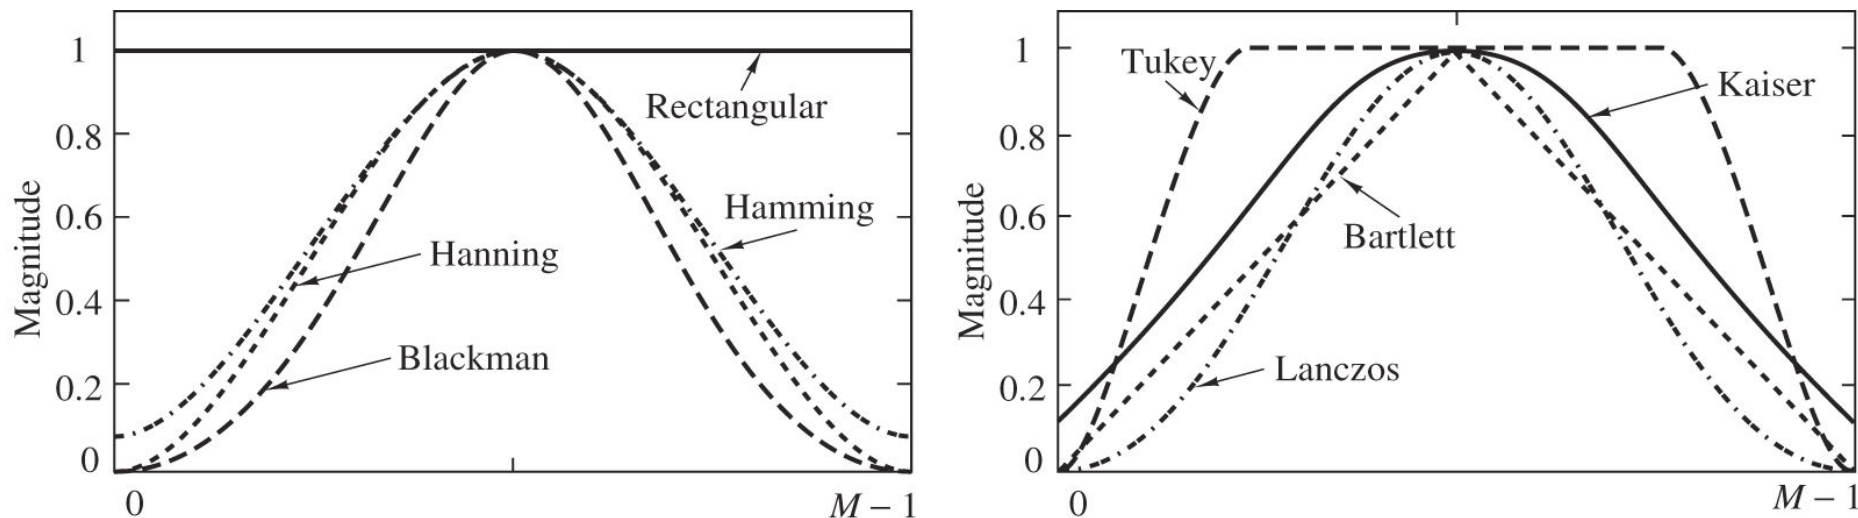 1
0.8
0.6
0.4
0.2
0
Magnitude
Rectangular
Hamming
Hanning
Blackman
0
M − 1
1
0.8
0.6
0.4
0.2
0
Magnitude
Tukey
Kaiser
Bartlett
Lanczos
0
M − 1